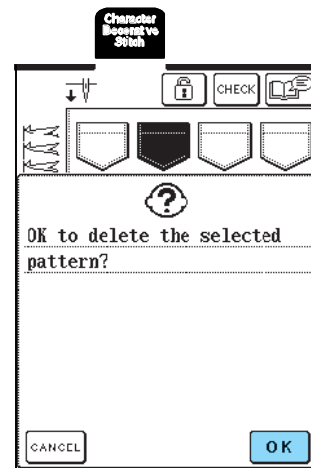 Character
Decorative
Stitch
CHECK
OK to delete the selected
pattern?
CANCEL
OK